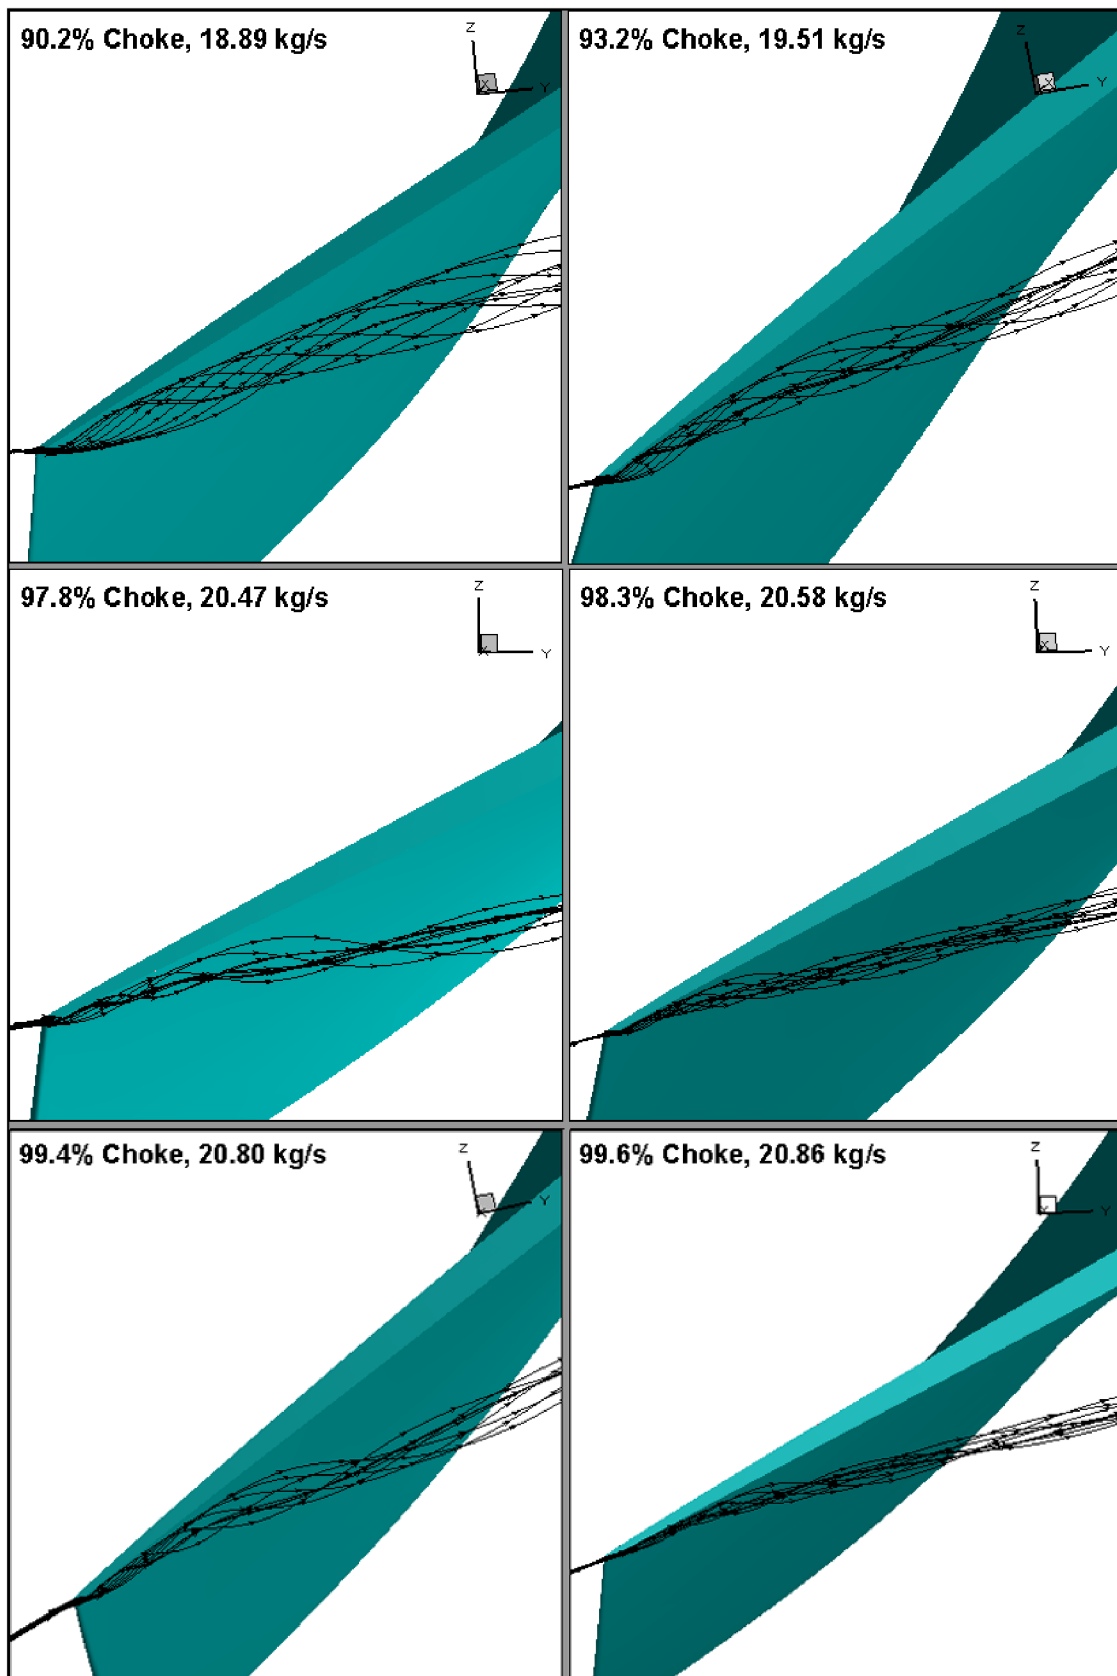 90.2% Choke, 18.89 kg/s
Z
X
Y
93.2% Choke, 19.51 kg/s
Z
X
Y
97.8% Choke, 20.47 kg/s
Z
X
Y
98.3% Choke, 20.58 kg/s
Z
X
Y
99.4% Choke, 20.80 kg/s
Z
X
Y
99.6% Choke, 20.86 kg/s
Z
X
Y